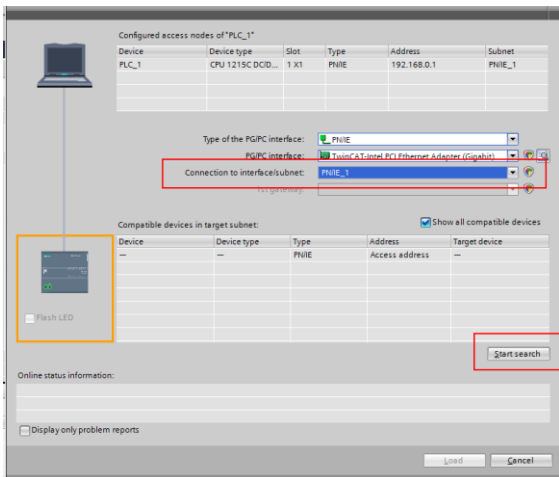 Configured access nodes of "PLC_1"
Device Device type Slot Type Address Subnet
PLC_1 CPU 1215C DC/D... 1 X1 PN/IE 192.168.0.1 PN/IE_1
Type of the PG/PC interface: PN/IE
PG/PC interface: TwinCAT-Intel PCI Ethernet Adapter (Gigabit)
Connection to interface/subnet: PN/IE_1
1st gateway:
Compatible devices in target subnet: Show all compatible devices
Device Device type Type Address Target device
— — PN/IE Access address —
Flash LED
Start search
Online status information:
Display only problem reports
Load Cancel